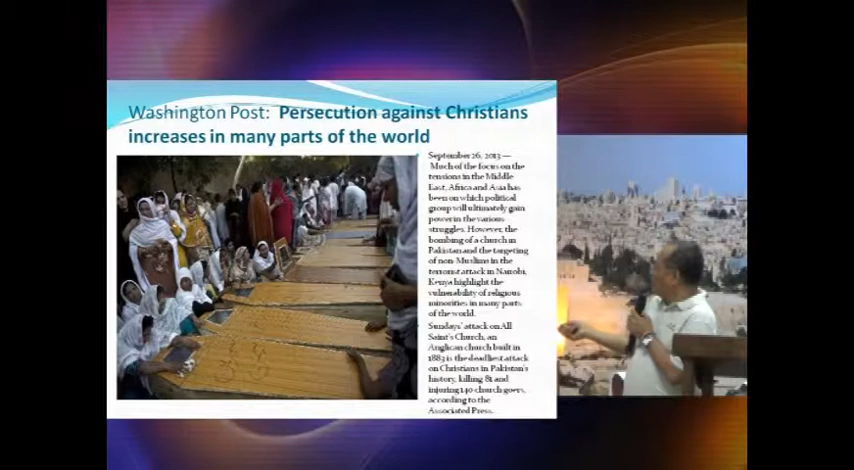 Washington Post: Persecution against Christians
increases in many parts of the world
September 26, 2013 —
Much of the focus on the
tensions in the Middle
East, Africa and Asia has
been on which political
group will ultimately gain
power in the various
struggles. However, the
bombing of a church in
Pakistan and the targeting
of non-Muslims in the
terrorist attack in Nairobi,
Kenya highlight the
vulnerability of religious
minorities in many parts
of the world.
Sundays' attack on All
Saint's Church, an
Anglican church built in
1883 is the deadliest attack
on Christians in Pakistan's
history, killing 81 and
injuring 140 church goers,
according to the
Associated Press.